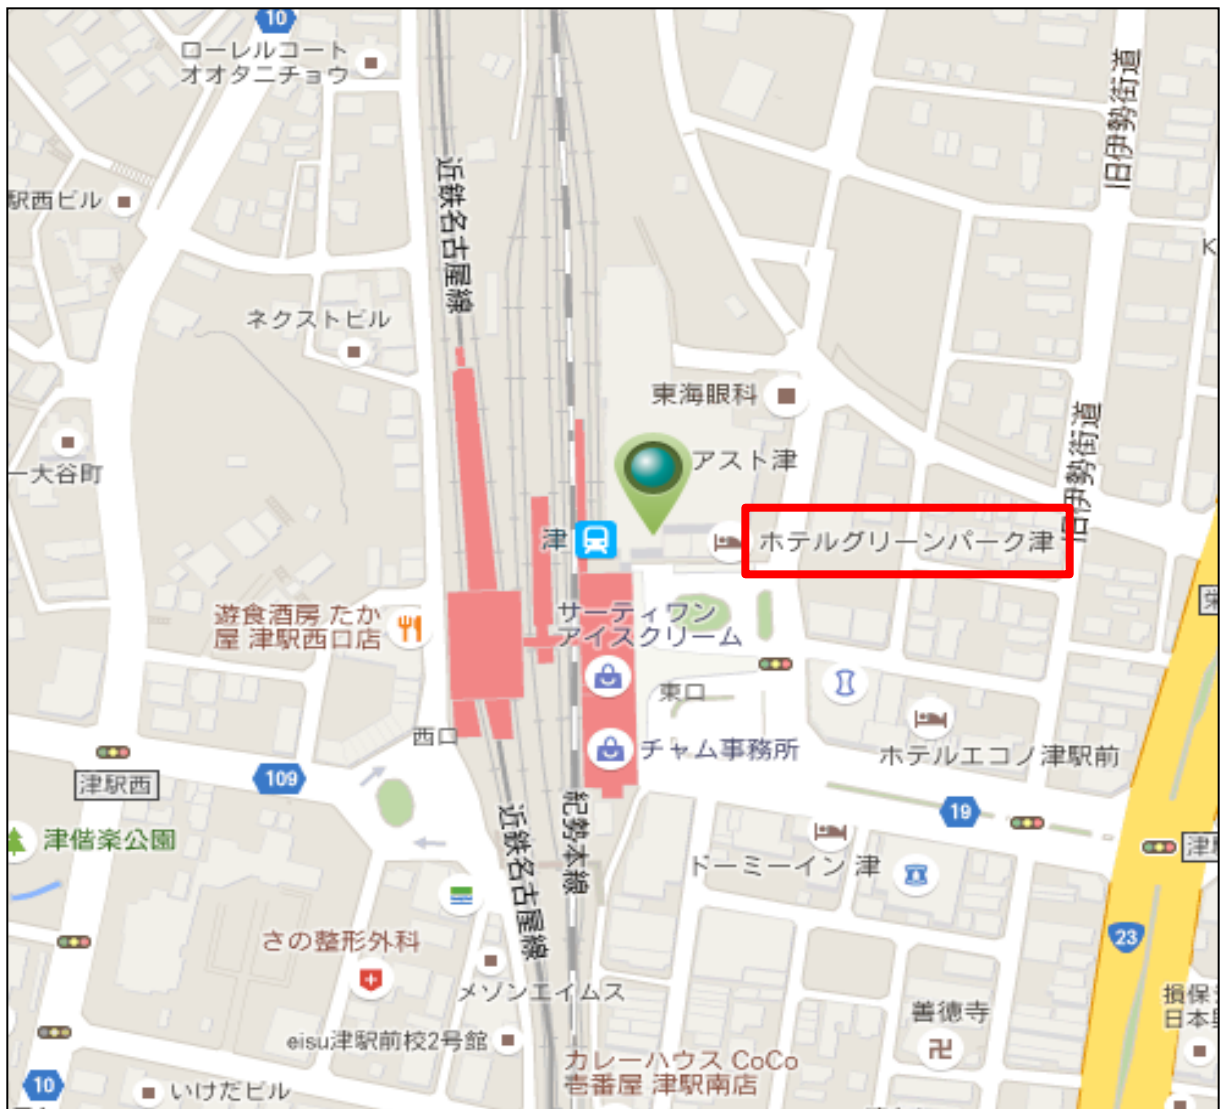 10
ローレルコート
オオタニチョウ
旧伊勢街道
駅西ビル
近鉄名古屋線
K
ネクストビル
東海眼科
一大谷町
アスト津
旧伊勢街道
津
ホテルグリーンパーク津
遊食酒房 たか
屋 津駅西口店
サーティワン
アイスクリーム
東口
西口
チャム事務所
ホテルエコノ津駅前
津駅西
109
19
近鉄名古屋線
紀勢本線
津偕楽公園
ドーミーイン 津
津
23
さの整形外科
メゾンエイムス
善徳寺
損保
日本
eisu津駅前校2号館
カレーハウス CoCo
壱番屋 津駅南店
10
いけだビル